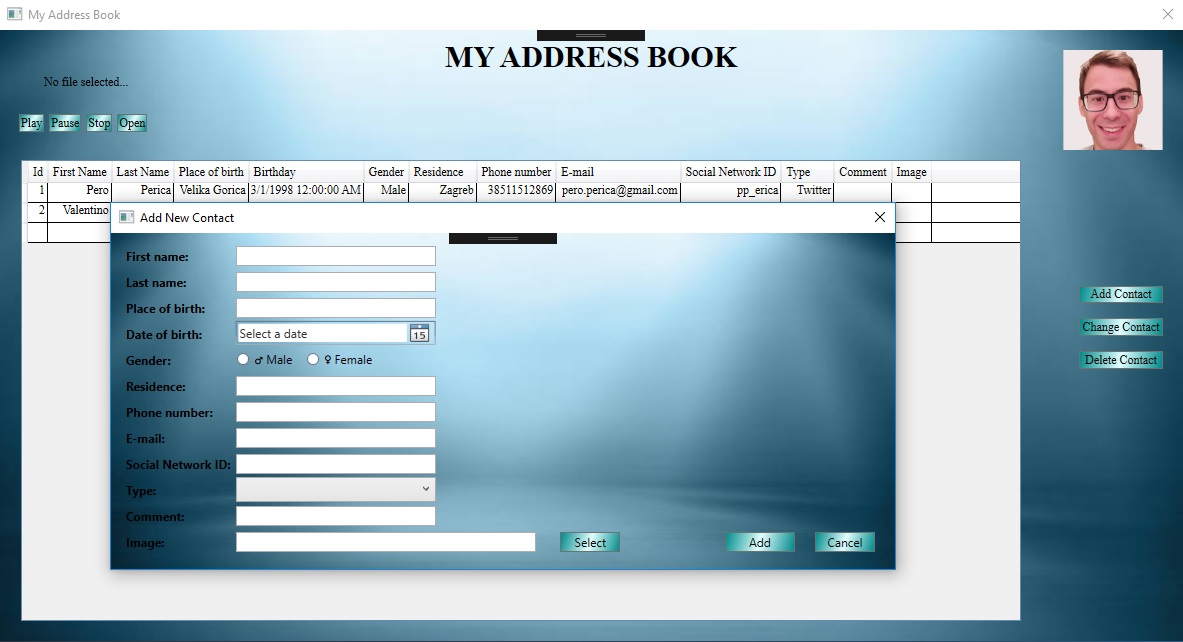 My Address Book
MY ADDRESS BOOK
No file selected...
Play Pause Stop Open
Id First Name Last Name Place of birth Birthday Gender Residence Phone number E-mail Social Network ID Type Comment Image
1 Pero Perica Velika Gorica 3/1/1998 12:00:00 AM Male Zagreb 38511512869 pero.perica@gmail.com pp_erica Twitter
2 Valentino
Add New Contact
First name:
Last name:
Place of birth:
Date of birth: Select a date 15
Gender: ♂ Male ♀ Female
Residence:
Phone number:
E-mail:
Social Network ID:
Type:
Comment:
Image: Select Add Cancel
Add Contact
Change Contact
Delete Contact